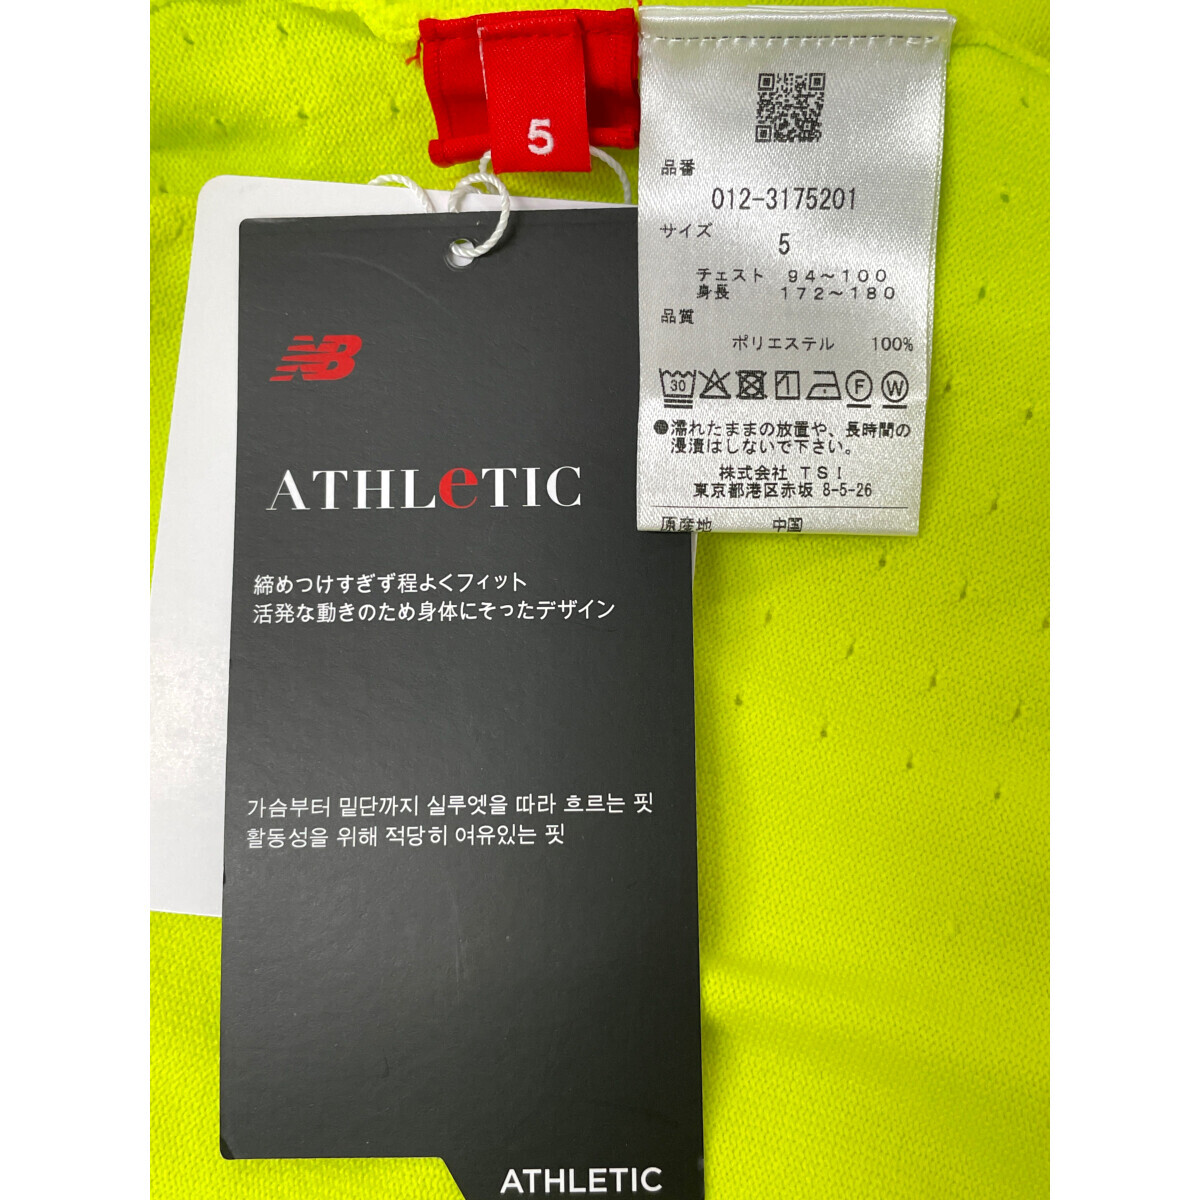 5
品番
012-3175201
サイズ
5
チェスト 94～100
身長 172～180
品質
ポリエステル 100%
30
F W
●濡れたままの放置や、長時間の
浸漬はしないで下さい。
株式会社 TSI
東京都港区赤坂 8-5-26
原産地 中国
NB
ATHLeTIC
締めつけすぎず程よくフィット
活発な動きのため身体にそったデザイン
가슴부터 밑단까지 실루엣을 따라 흐르는 핏
활동성을 위해 적당히 여유있는 핏
ATHLETIC